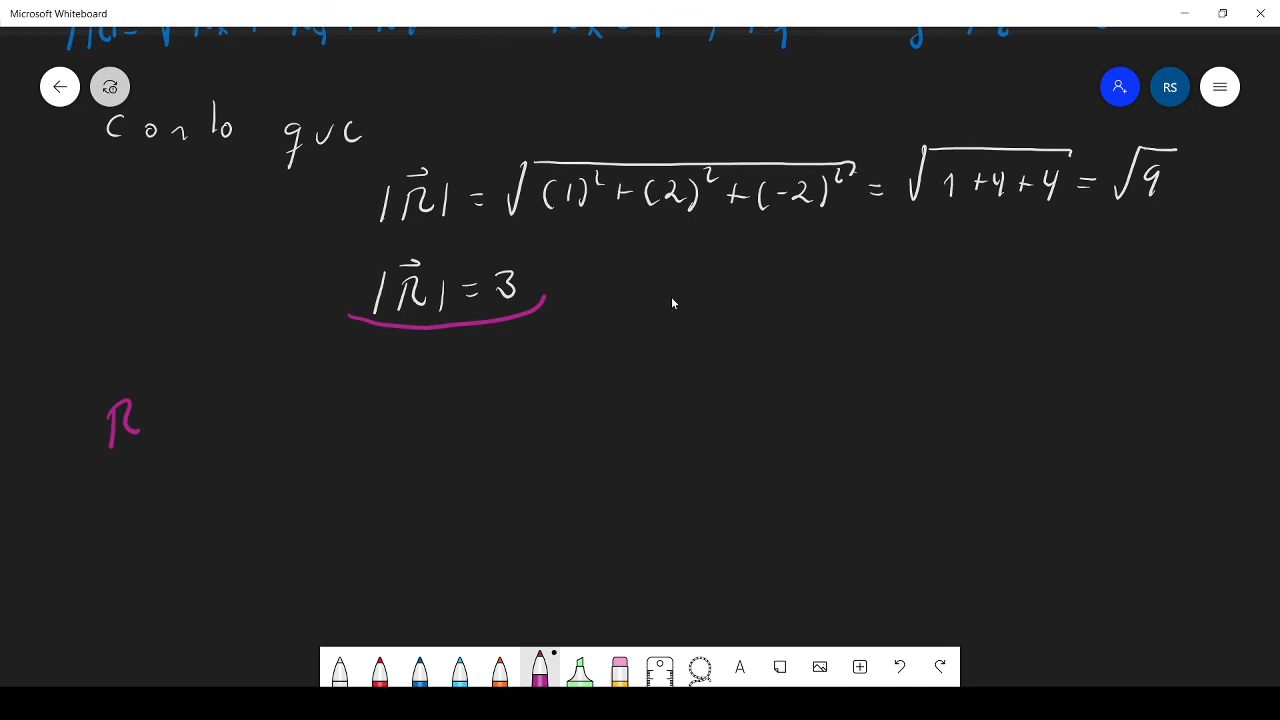 Microsoft Whiteboard
RS
Con lo que
|R⃗| = √((1)² + (2)² + (-2)²) = √(1 + 4 + 4) = √9
|R⃗| = 3
R
A